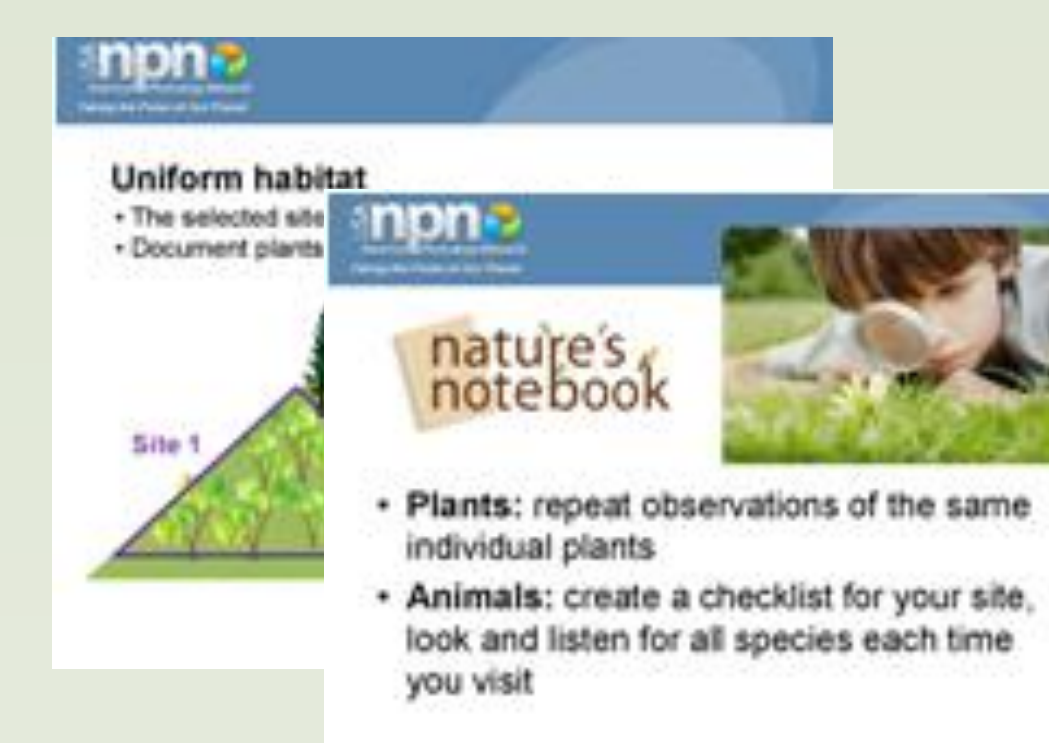 npn
Uniform habitat
• The selected site
• Document plants
Site 1
npn
nature's
notebook
• Plants: repeat observations of the same
individual plants
• Animals: create a checklist for your site,
look and listen for all species each time
you visit